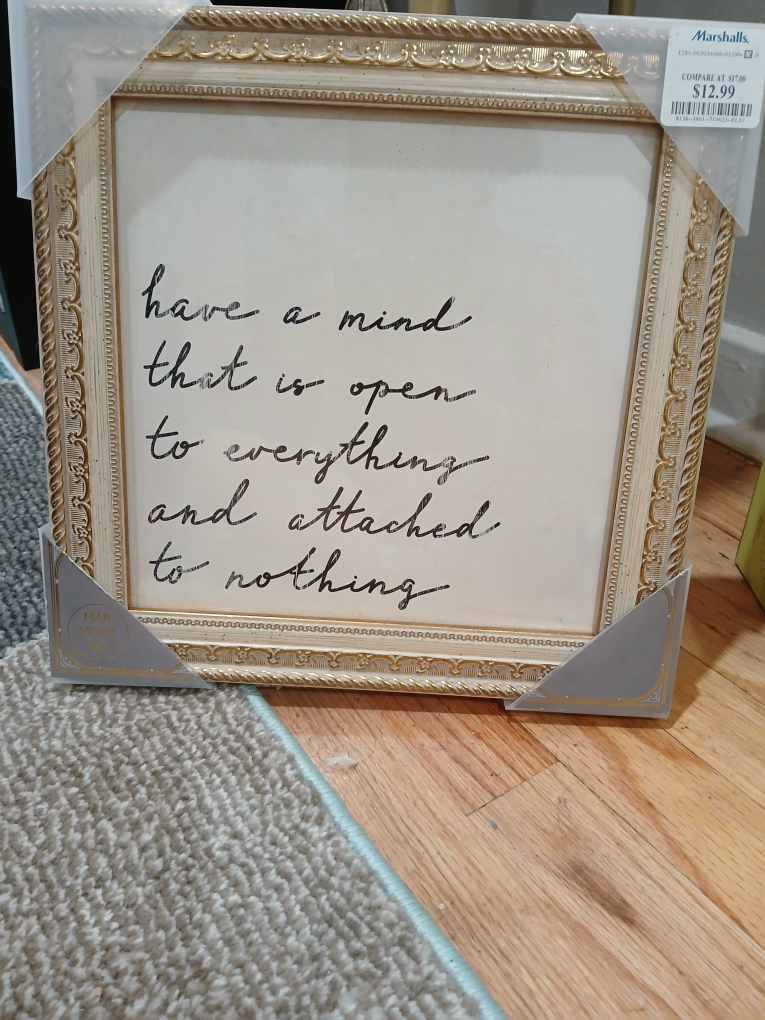 Marshalls.
COMPARE AT $17.00
$12.99
have a mind
that is open
to everything
and attached
to nothing